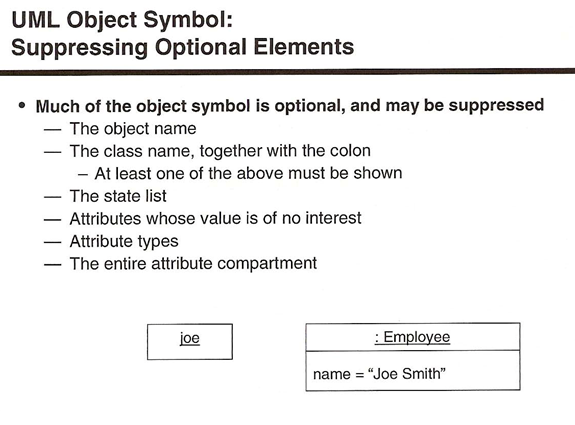 UML Object Symbol:
Suppressing Optional Elements
• Much of the object symbol is optional, and may be suppressed
— The object name
— The class name, together with the colon
– At least one of the above must be shown
— The state list
— Attributes whose value is of no interest
— Attribute types
— The entire attribute compartment
joe
: Employee
name = “Joe Smith”